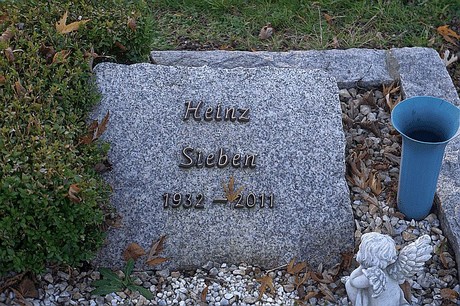 Heinz
Sieben
1932 — 2011